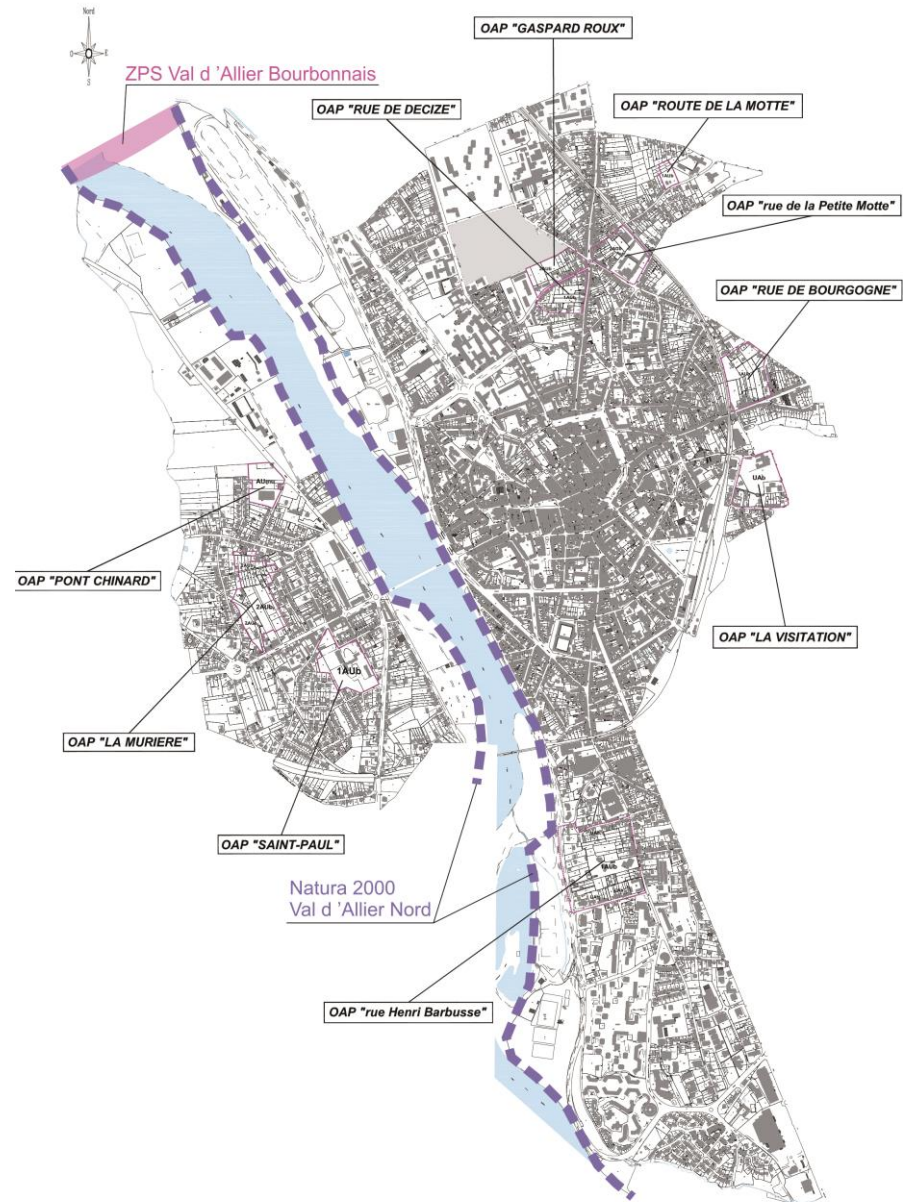 Nord
O
E
S
OAP "GASPARD ROUX"
ZPS Val d 'Allier Bourbonnais
OAP "RUE DE DECIZE"
OAP "ROUTE DE LA MOTTE"
OAP "rue de la Petite Motte"
OAP "RUE DE BOURGOGNE"
UAb
OAP "PONT CHINARD"
2AUb
1AUb
OAP "LA VISITATION"
OAP "LA MURIERE"
OAP "SAINT-PAUL"
Natura 2000
Val d 'Allier Nord
OAP "rue Henri Barbusse"